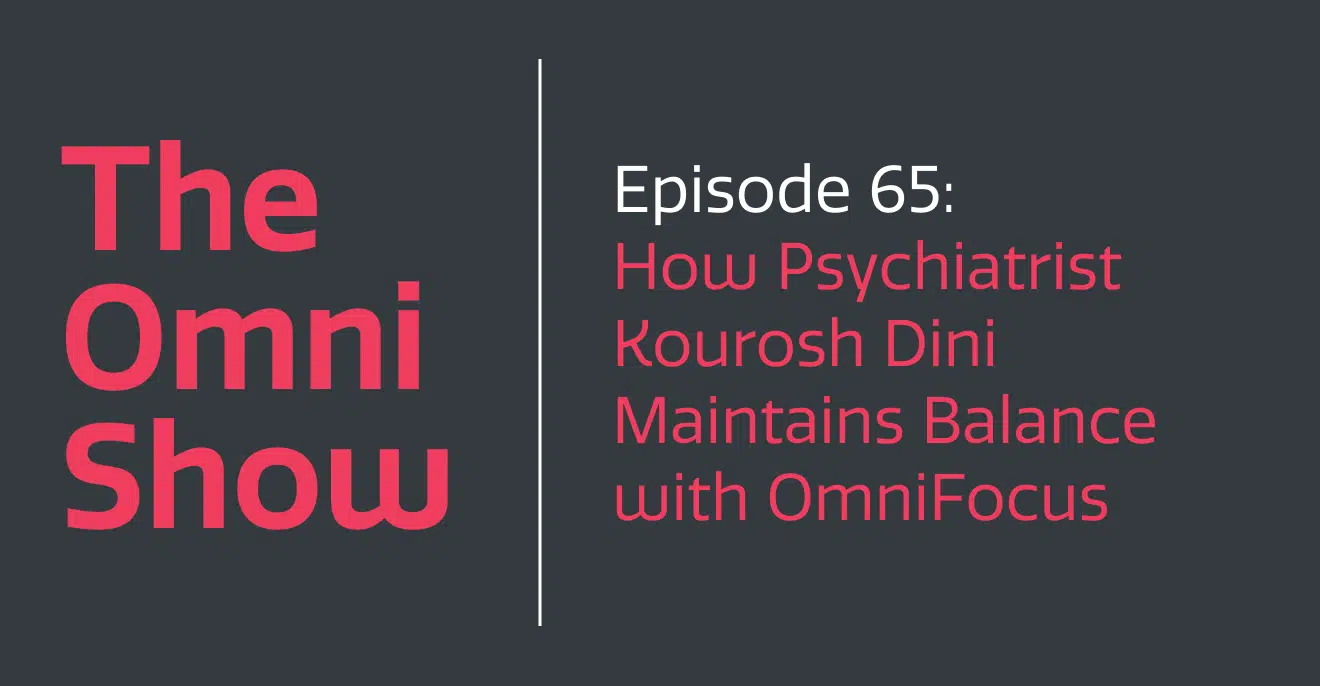 The
Omni
Show
Episode 65:
How Psychiatrist
Kourosh Dini
Maintains Balance
with OmniFocus